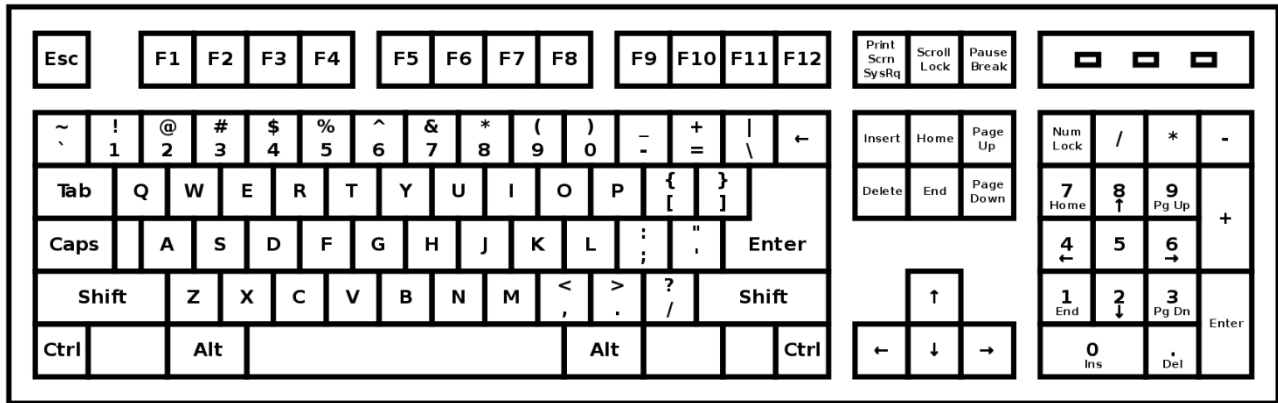 Esc F1 F2 F3 F4 F5 F6 F7 F8 F9 F10 F11 F12
Print
Scrn
SysRq
Scroll
Lock
Pause
Break
~ ! @ # $ % ^ & * ( ) _ + |
` 1 2 3 4 5 6 7 8 9 0 - = \ ←
Insert Home
Page
Up
Num
Lock
/ * -
Tab Q W E R T Y U I O P
{ }
[ ]
Delete End
Page
Down
7 8 9
Home ↑ Pg Up
+
Caps A S D F G H J K L
: "
; '
Enter
4 5 6
← →
Shift Z X C V B N M
< > ?
, . /
Shift
↑
1 2 3
End ↓ Pg Dn
Enter
Ctrl Alt Alt Ctrl
← ↓ →
0 .
Ins Del